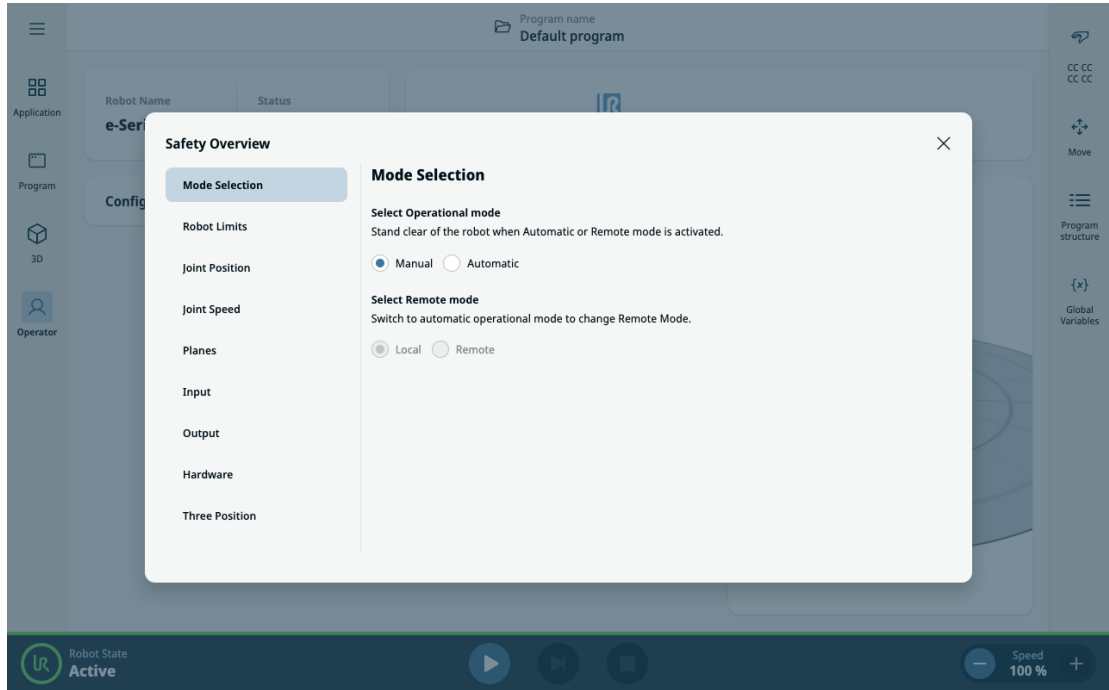 Program name
Default program
Application
Program
3D
Operator
Robot Name
Status
e-Seri
Config
UR
CC CC
CC CC
Move
Program
structure
{x}
Global
Variables
Safety Overview
Mode Selection
Robot Limits
Joint Position
Joint Speed
Planes
Input
Output
Hardware
Three Position
Mode Selection
Select Operational mode
Stand clear of the robot when Automatic or Remote mode is activated.
Manual Automatic
Select Remote mode
Switch to automatic operational mode to change Remote Mode.
Local Remote
UR
Robot State
Active
Speed
100 %